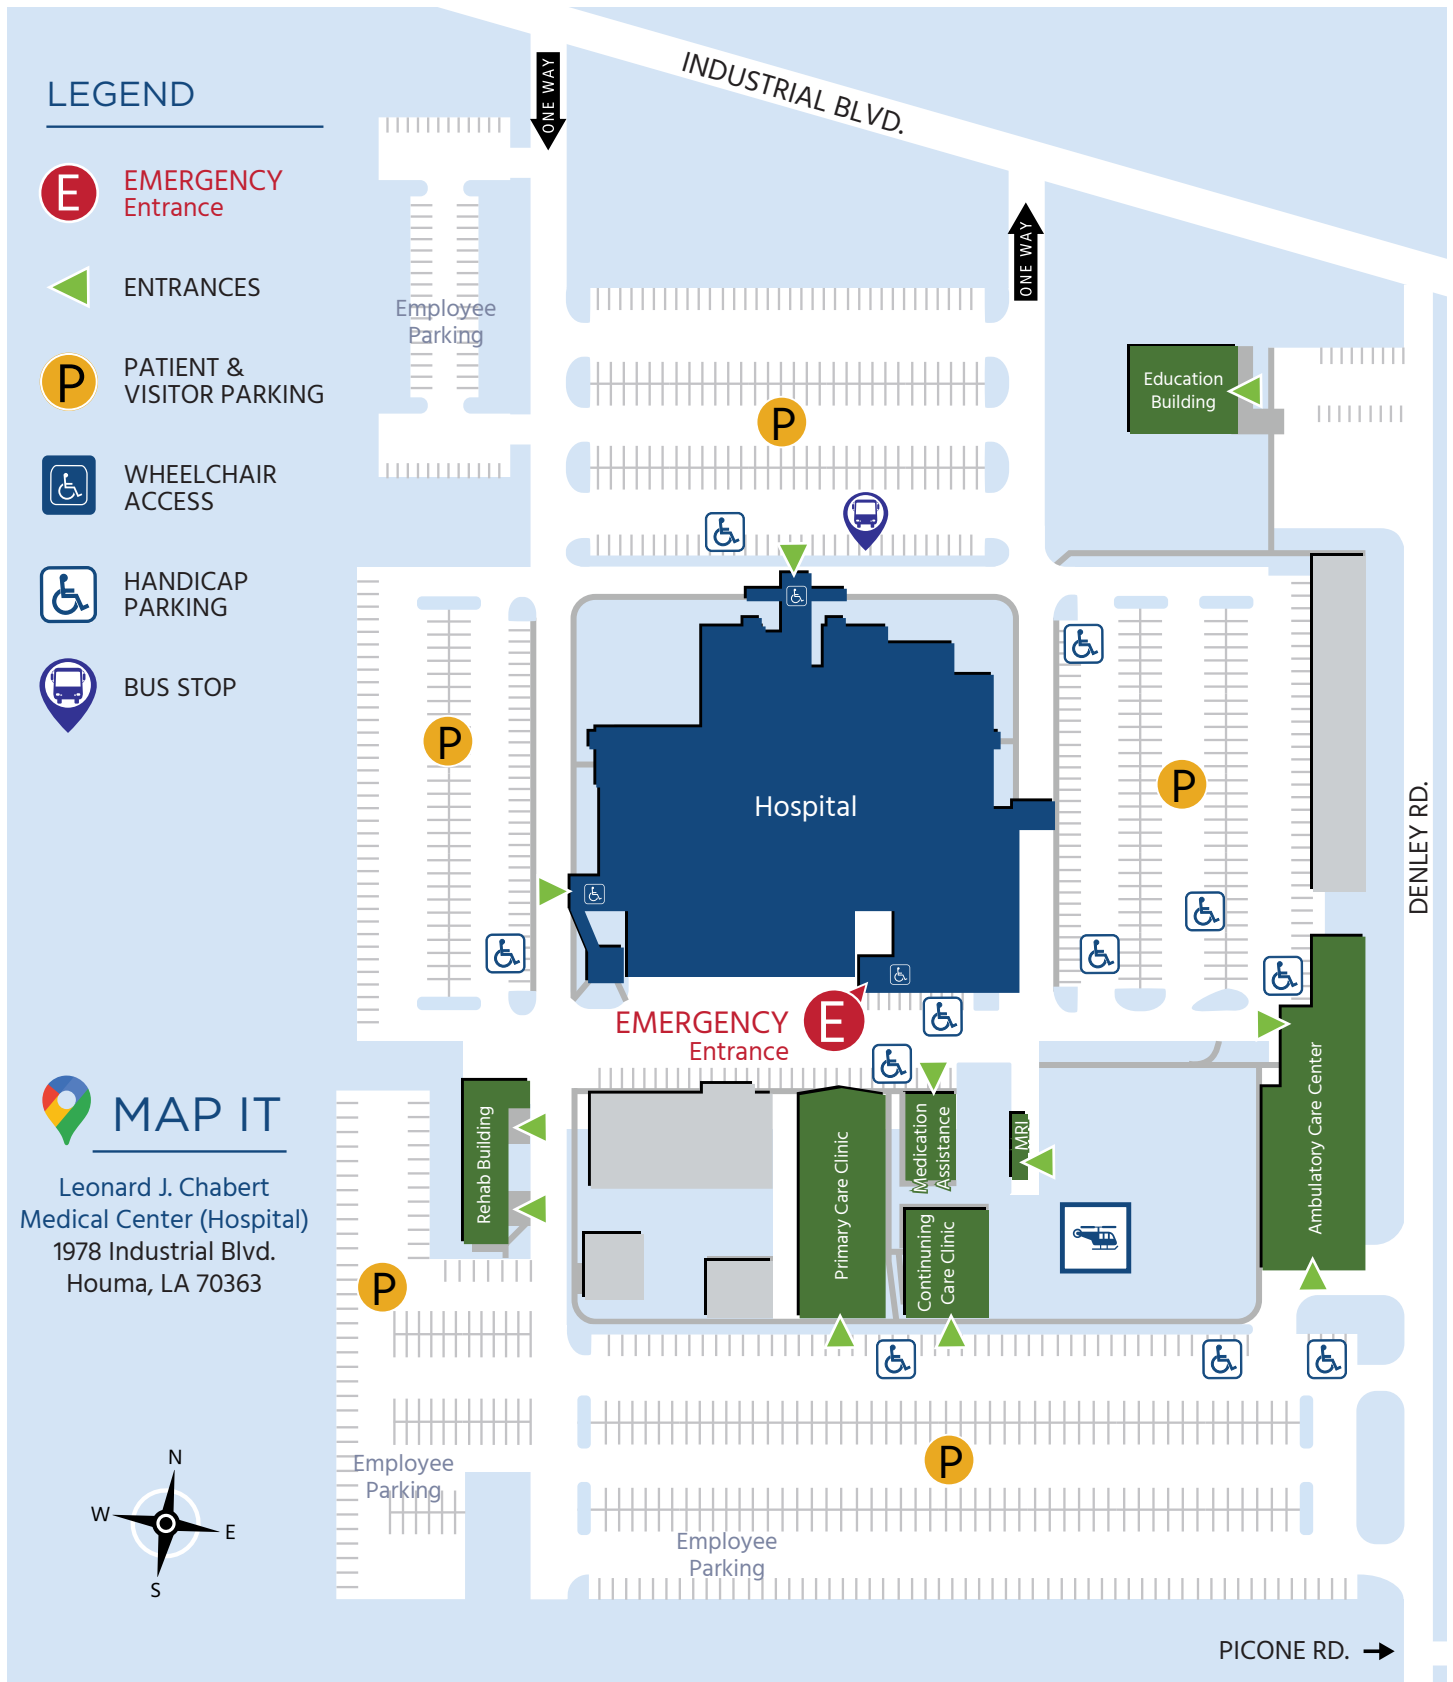 INDUSTRIAL BLVD.
ONE WAY
ONE WAY
LEGEND
E
EMERGENCY
Entrance
ENTRANCES
P
PATIENT &
VISITOR PARKING
WHEELCHAIR
ACCESS
HANDICAP
PARKING
BUS STOP
Employee
Parking
P
Education
Building
P
P
Hospital
DENLEY RD.
EMERGENCY
Entrance
E
MAP IT
Leonard J. Chabert
Medical Center (Hospital)
1978 Industrial Blvd.
Houma, LA 70363
Rehab Building
Primary Care Clinic
Medication
Assistance
MRI
Continuning
Care Clinic
Ambulatory Care Center
P
P
Employee
Parking
Employee
Parking
N
W
E
S
PICONE RD.